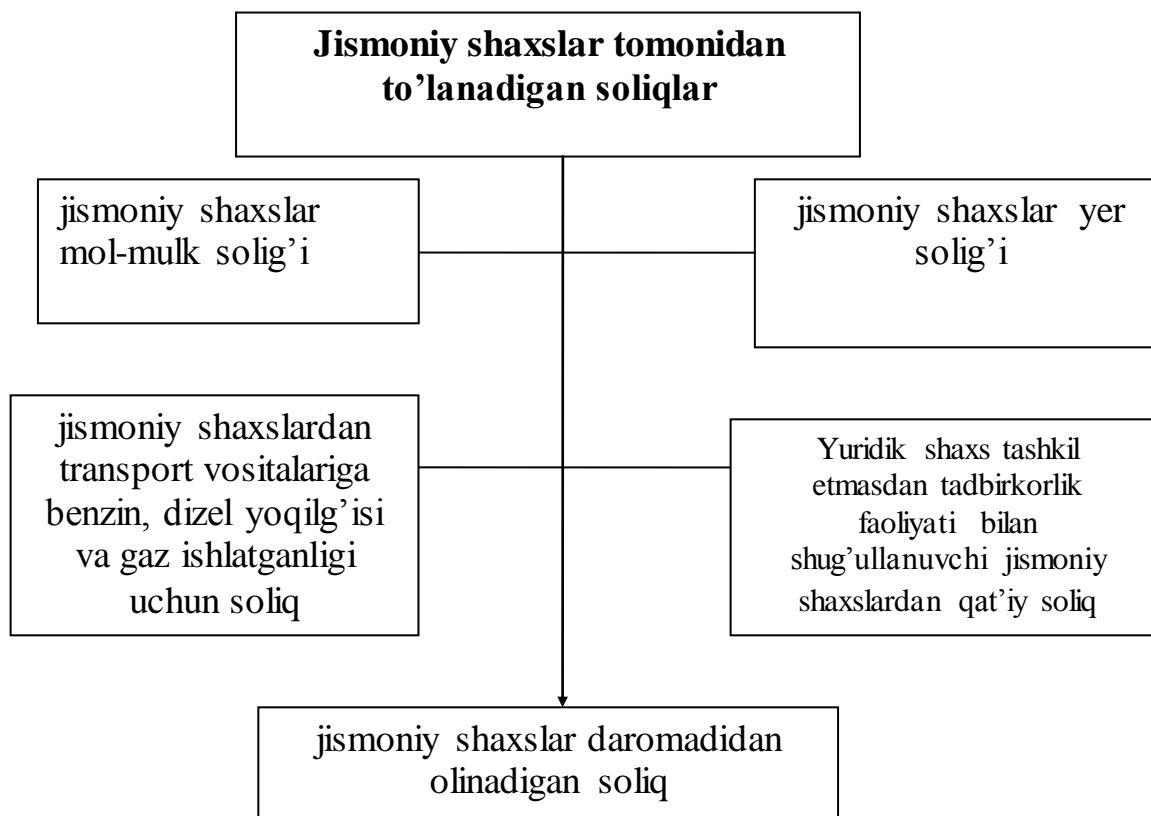 Jismoniy shaxslar tomonidan
to’lanadigan soliqlar
jismoniy shaxslar
mol-mulk solig’i
jismoniy shaxslar yer
solig’i
jismoniy shaxslardan
transport vositalariga
benzin, dizel yoqilg’isi
va gaz ishlatganligi
uchun soliq
Yuridik shaxs tashkil
etmasdan tadbirkorlik
faoliyati bilan
shug’ullanuvchi jismoniy
shaxslardan qat’iy soliq
jismoniy shaxslar daromadidan
olinadigan soliq